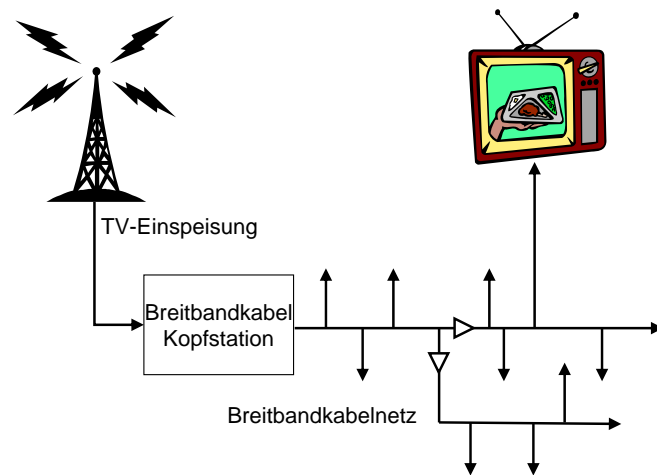 TV-Einspeisung
Breitbandkabel
Kopfstation
Breitbandkabelnetz